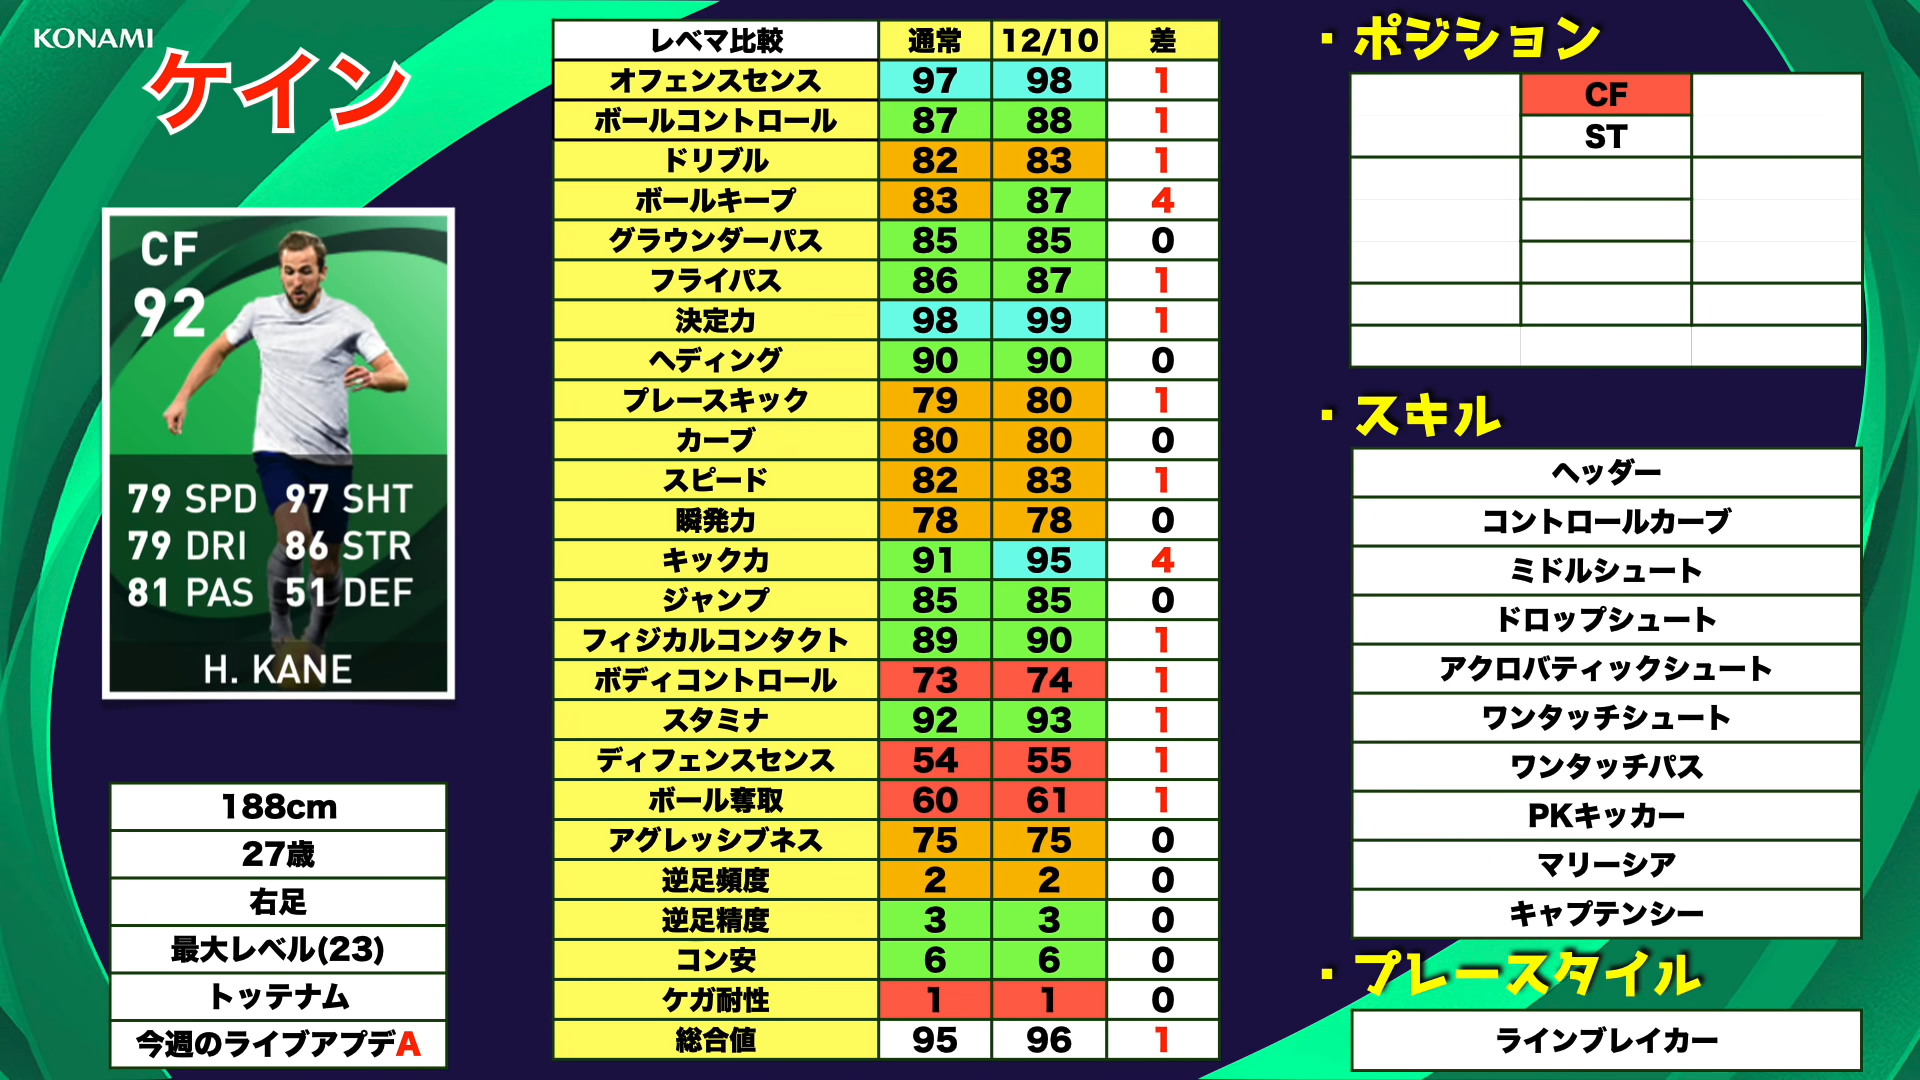 KONAMI
ケイン
CF
92
79 SPD 97 SHT
79 DRI 86 STR
81 PAS 51 DEF
H. KANE
188cm
27歳
右足
最大レベル(23)
トッテナム
今週のライブアプデA
レベマ比較 通常 12/10 差
オフェンスセンス 97 98 1
ボールコントロール 87 88 1
ドリブル 82 83 1
ボールキープ 83 87 4
グラウンダーパス 85 85 0
フライパス 86 87 1
決定力 98 99 1
ヘディング 90 90 0
プレースキック 79 80 1
カーブ 80 80 0
スピード 82 83 1
瞬発力 78 78 0
キック力 91 95 4
ジャンプ 85 85 0
フィジカルコンタクト 89 90 1
ボディコントロール 73 74 1
スタミナ 92 93 1
ディフェンスセンス 54 55 1
ボール奪取 60 61 1
アグレッシブネス 75 75 0
逆足頻度 2 2 0
逆足精度 3 3 0
コン安 6 6 0
ケガ耐性 1 1 0
総合値 95 96 1
・ポジション
CF
ST
・スキル
ヘッダー
コントロールカーブ
ミドルシュート
ドロップシュート
アクロバティックシュート
ワンタッチシュート
ワンタッチパス
PKキッカー
マリーシア
キャプテンシー
・プレースタイル
ラインブレイカー